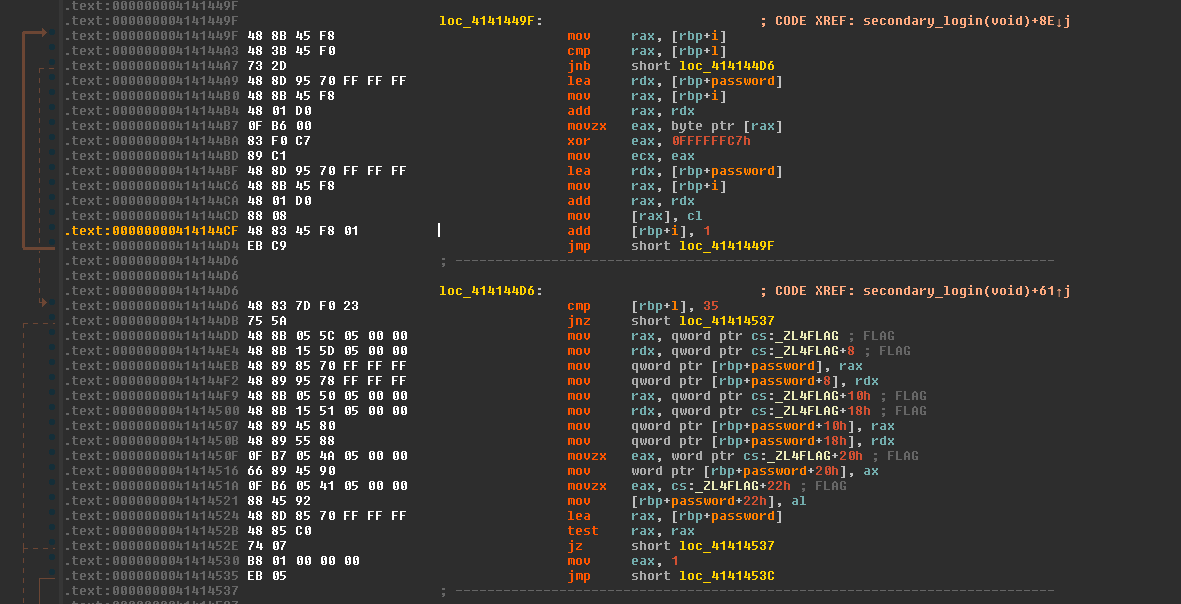 .text:000000004141449F
.text:000000004141449F loc_4141449F: ; CODE XREF: secondary_login(void)+8E↓j
.text:000000004141449F 48 8B 45 F8 mov rax, [rbp+i]
.text:00000000414144A3 48 3B 45 F0 cmp rax, [rbp+l]
.text:00000000414144A7 73 2D jnb short loc_414144D6
.text:00000000414144A9 48 8D 95 70 FF FF FF lea rdx, [rbp+password]
.text:00000000414144B0 48 8B 45 F8 mov rax, [rbp+i]
.text:00000000414144B4 48 01 D0 add rax, rdx
.text:00000000414144B7 0F B6 00 movzx eax, byte ptr [rax]
.text:00000000414144BA 83 F0 C7 xor eax, 0FFFFFFC7h
.text:00000000414144BD 89 C1 mov ecx, eax
.text:00000000414144BF 48 8D 95 70 FF FF FF lea rdx, [rbp+password]
.text:00000000414144C6 48 8B 45 F8 mov rax, [rbp+i]
.text:00000000414144CA 48 01 D0 add rax, rdx
.text:00000000414144CD 88 08 mov [rax], cl
.text:00000000414144CF 48 83 45 F8 01 add [rbp+i], 1
.text:00000000414144D4 EB C9 jmp short loc_4141449F
.text:00000000414144D6 ; ---------------------------------------------------------------------------
.text:00000000414144D6
.text:00000000414144D6 loc_414144D6: ; CODE XREF: secondary_login(void)+61↑j
.text:00000000414144D6 48 83 7D F0 23 cmp [rbp+l], 35
.text:00000000414144DB 75 5A jnz short loc_41414537
.text:00000000414144DD 48 8B 05 5C 05 00 00 mov rax, qword ptr cs:_ZL4FLAG ; FLAG
.text:00000000414144E4 48 8B 15 5D 05 00 00 mov rdx, qword ptr cs:_ZL4FLAG+8 ; FLAG
.text:00000000414144EB 48 89 85 70 FF FF FF mov qword ptr [rbp+password], rax
.text:00000000414144F2 48 89 95 78 FF FF FF mov qword ptr [rbp+password+8], rdx
.text:00000000414144F9 48 8B 05 50 05 00 00 mov rax, qword ptr cs:_ZL4FLAG+10h ; FLAG
.text:0000000041414500 48 8B 15 51 05 00 00 mov rdx, qword ptr cs:_ZL4FLAG+18h ; FLAG
.text:0000000041414507 48 89 45 80 mov qword ptr [rbp+password+10h], rax
.text:000000004141450B 48 89 55 88 mov qword ptr [rbp+password+18h], rdx
.text:000000004141450F 0F B7 05 4A 05 00 00 movzx eax, word ptr cs:_ZL4FLAG+20h ; FLAG
.text:0000000041414516 66 89 45 90 mov word ptr [rbp+password+20h], ax
.text:000000004141451A 0F B6 05 41 05 00 00 movzx eax, cs:_ZL4FLAG+22h ; FLAG
.text:0000000041414521 88 45 92 mov [rbp+password+22h], al
.text:0000000041414524 48 8D 85 70 FF FF FF lea rax, [rbp+password]
.text:000000004141452B 48 85 C0 test rax, rax
.text:000000004141452E 74 07 jz short loc_41414537
.text:0000000041414530 B8 01 00 00 00 mov eax, 1
.text:0000000041414535 EB 05 jmp short loc_4141453C
.text:0000000041414537 ; ---------------------------------------------------------------------------